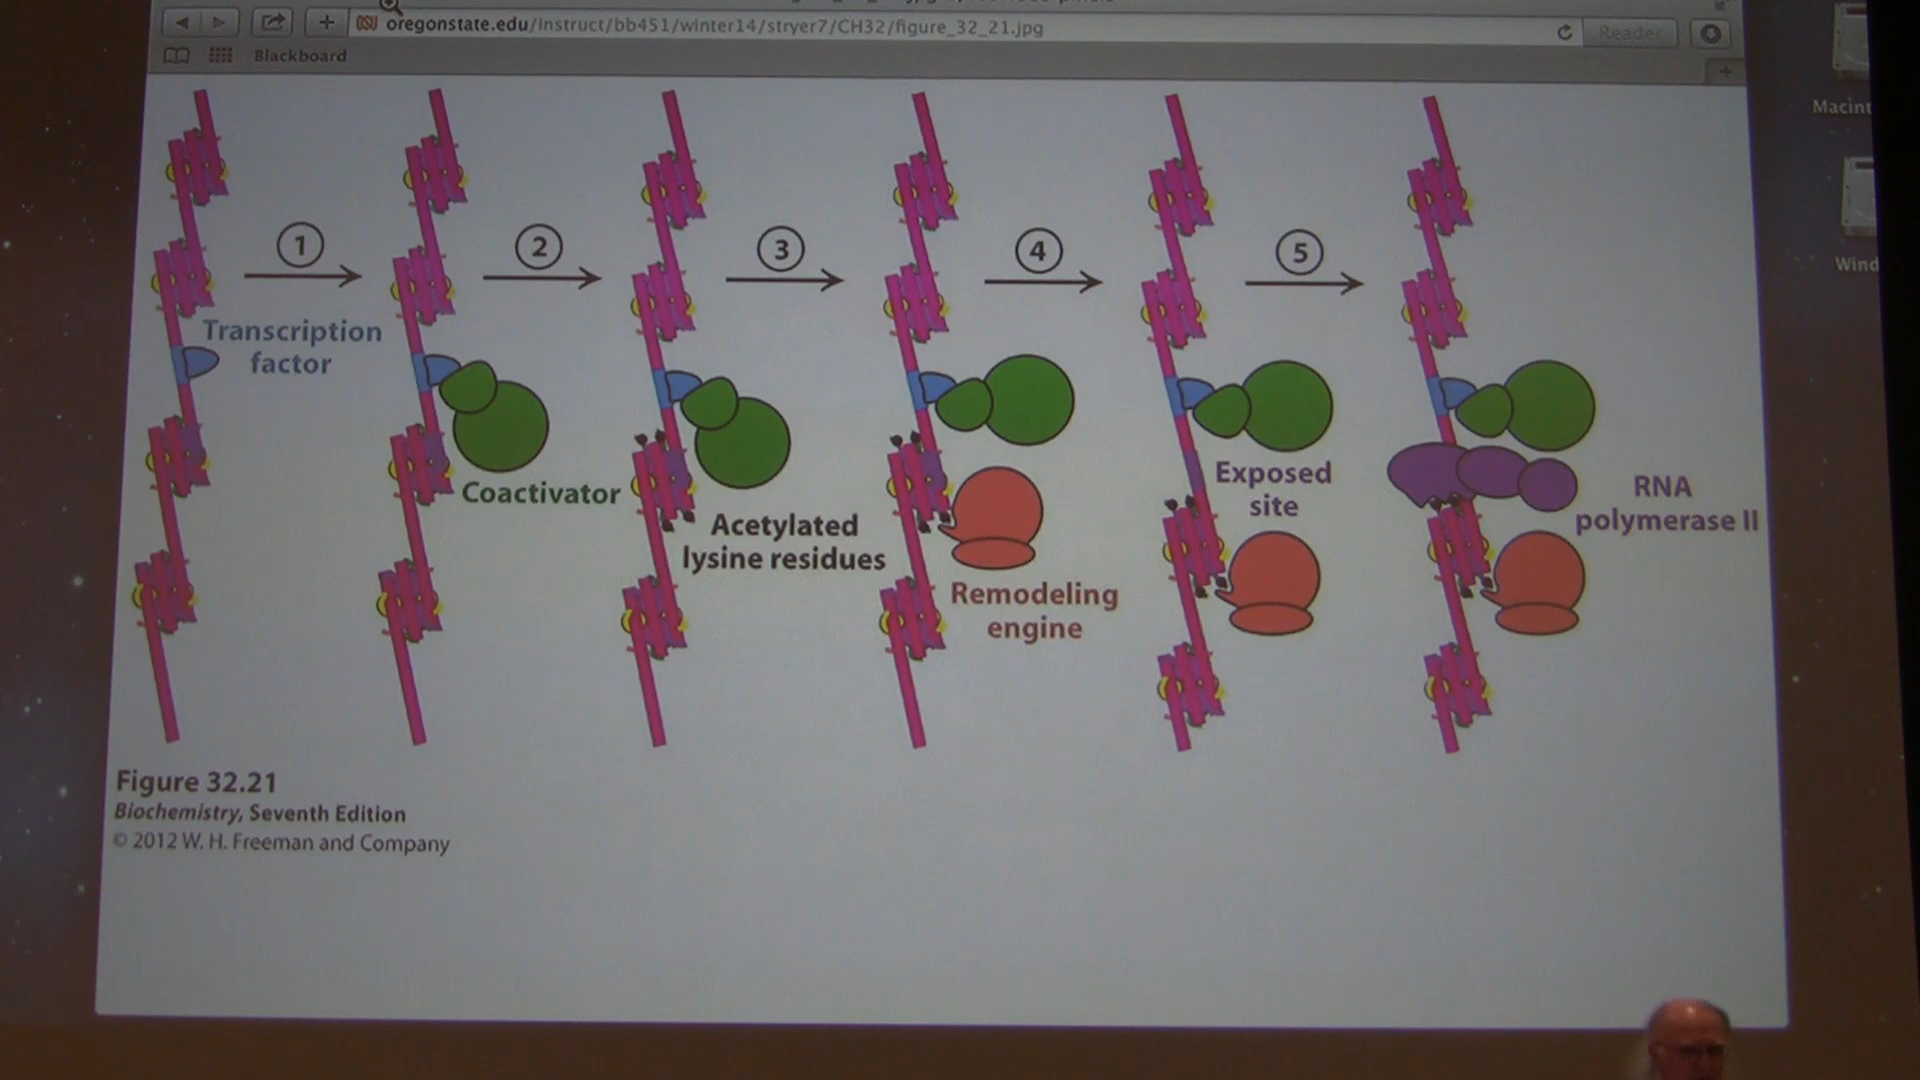 oregonstate.edu/instruct/bb451/winter14/stryer7/CH32/figure_32_21.jpg
Reader
Blackboard
Macint
Wind
1
2
3
4
5
Transcription
factor
Coactivator
Acetylated
lysine residues
Remodeling
engine
Exposed
site
RNA
polymerase II
Figure 32.21
Biochemistry, Seventh Edition
© 2012 W. H. Freeman and Company